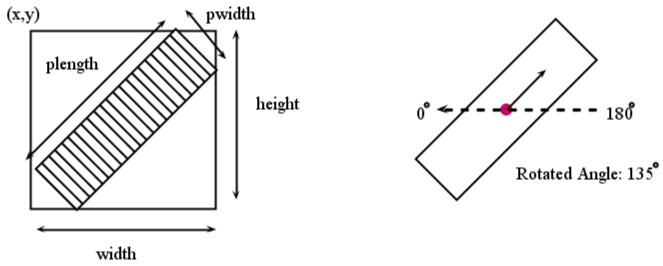 (x,y)
pwidth
plength
height
width
0°
180°
Rotated Angle: 135°